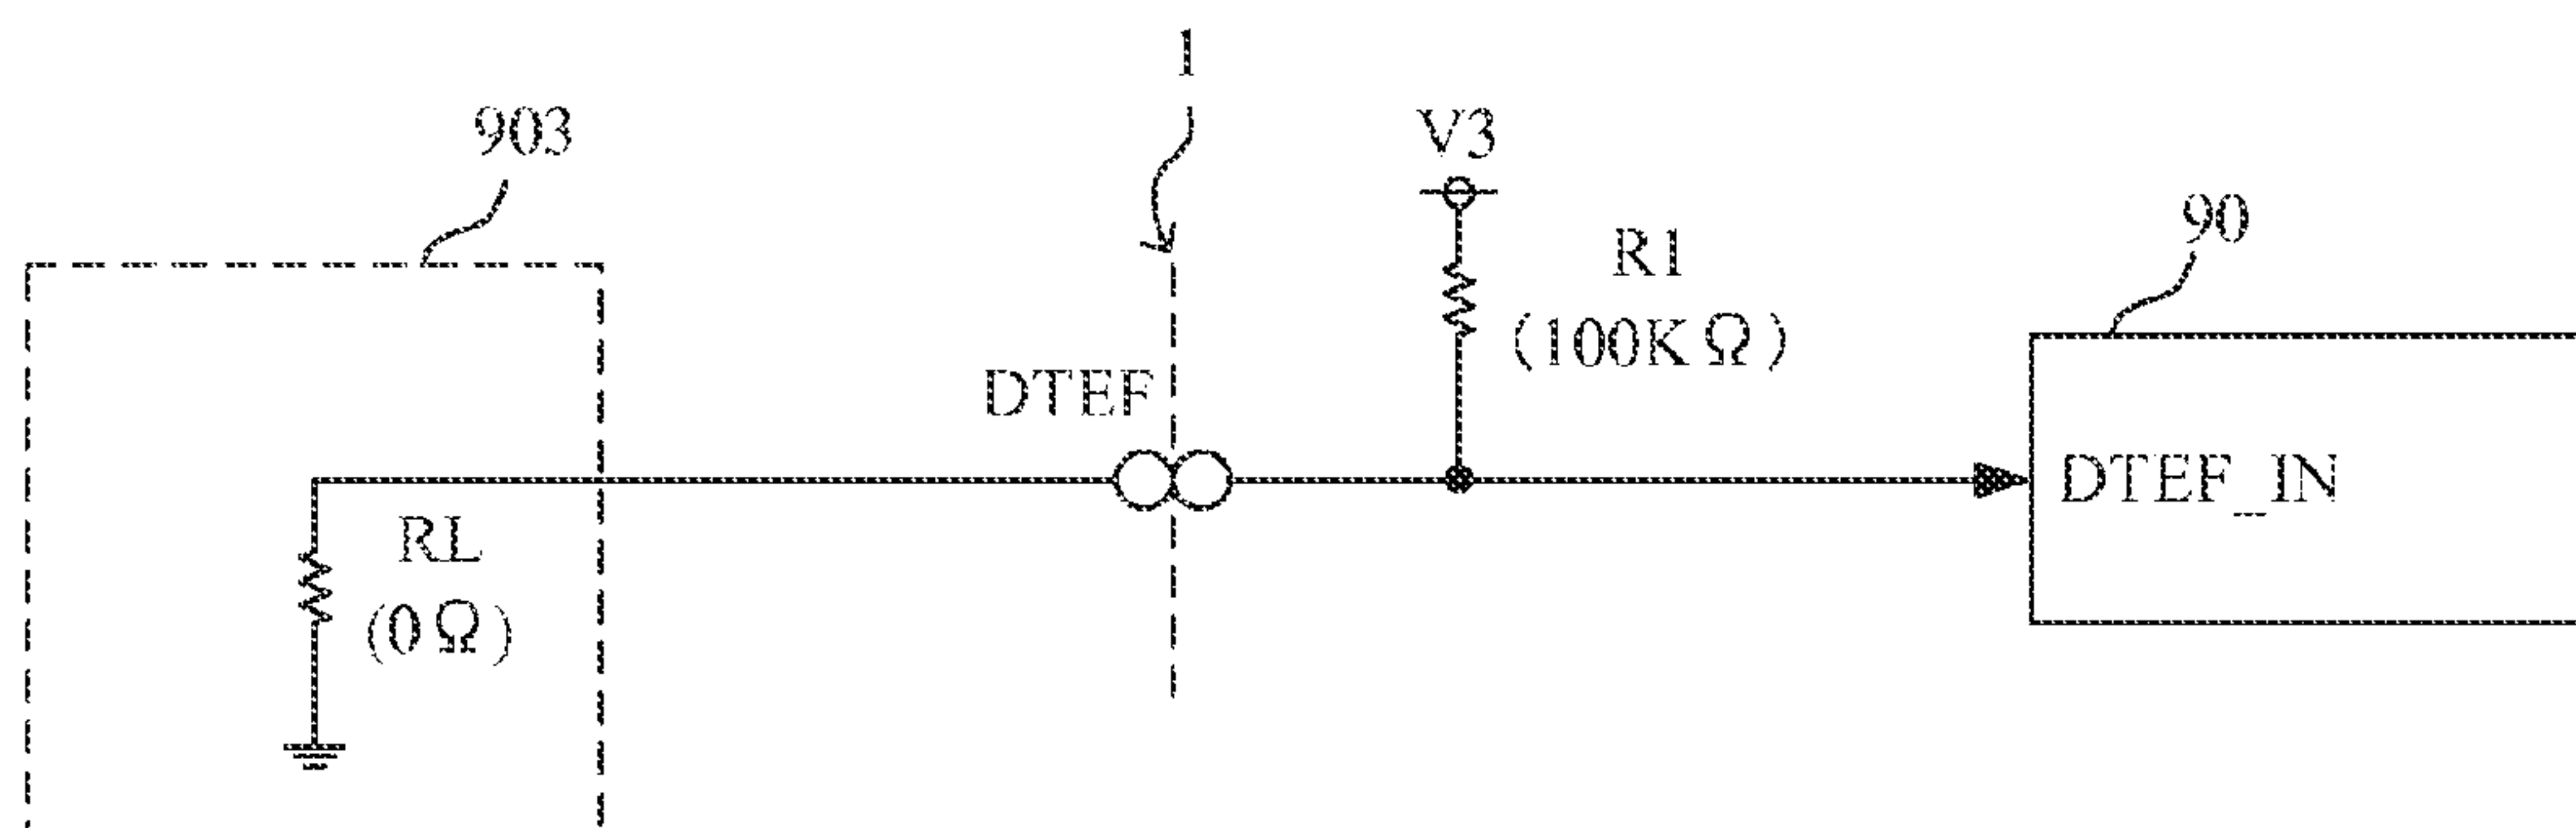 1
903
V3
90
R1
(100KΩ)
DTEF
DTEF_IN
RL
(0Ω)